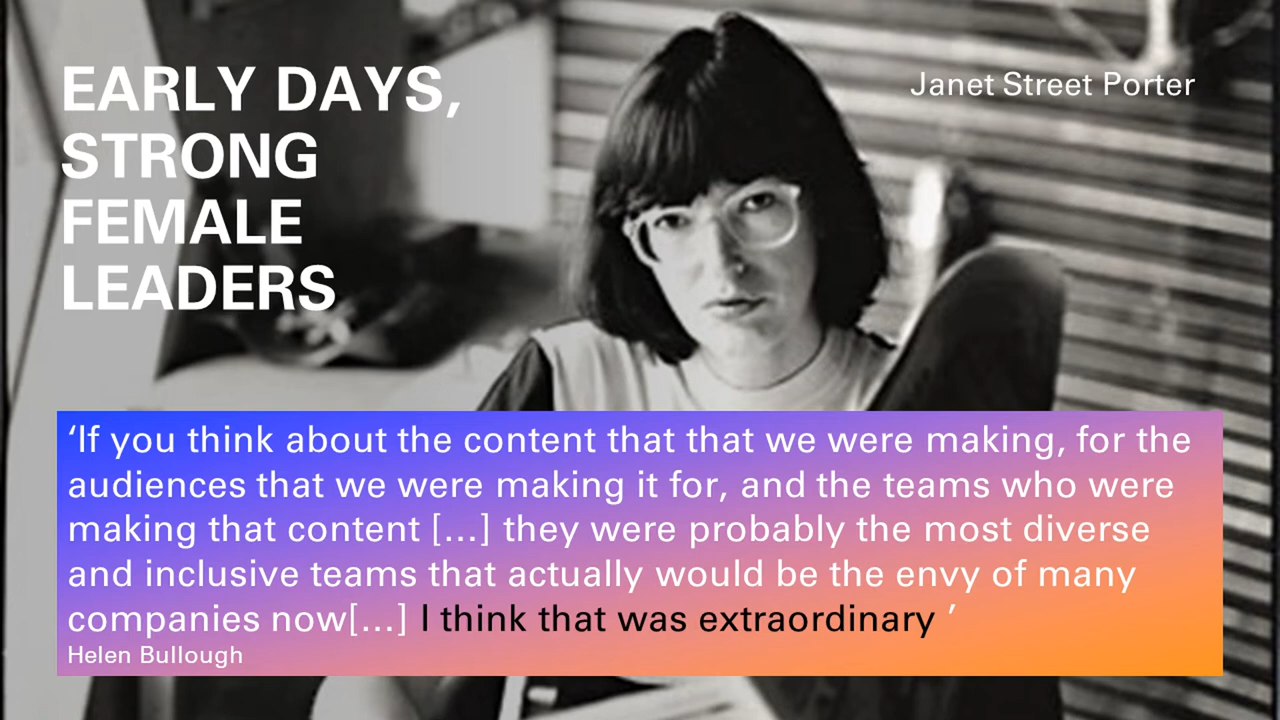 EARLY DAYS,
STRONG
FEMALE
LEADERS
Janet Street Porter
‘If you think about the content that that we were making, for the
audiences that we were making it for, and the teams who were
making that content [...] they were probably the most diverse
and inclusive teams that actually would be the envy of many
companies now[...] I think that was extraordinary ’
Helen Bullough